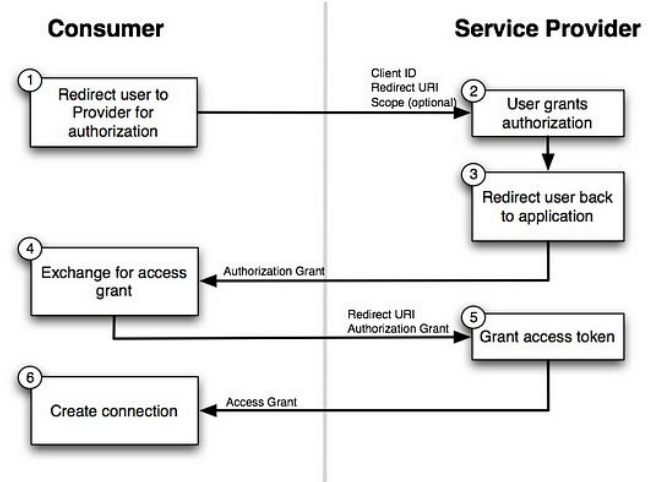 Consumer
Service Provider
1
Redirect user to
Provider for
authorization
Client ID
Redirect URI
Scope (optional)
2
User grants
authorization
3
Redirect user back
to application
4
Exchange for access
grant
Authorization Grant
Redirect URI
Authorization Grant
5
Grant access token
6
Create connection
Access Grant